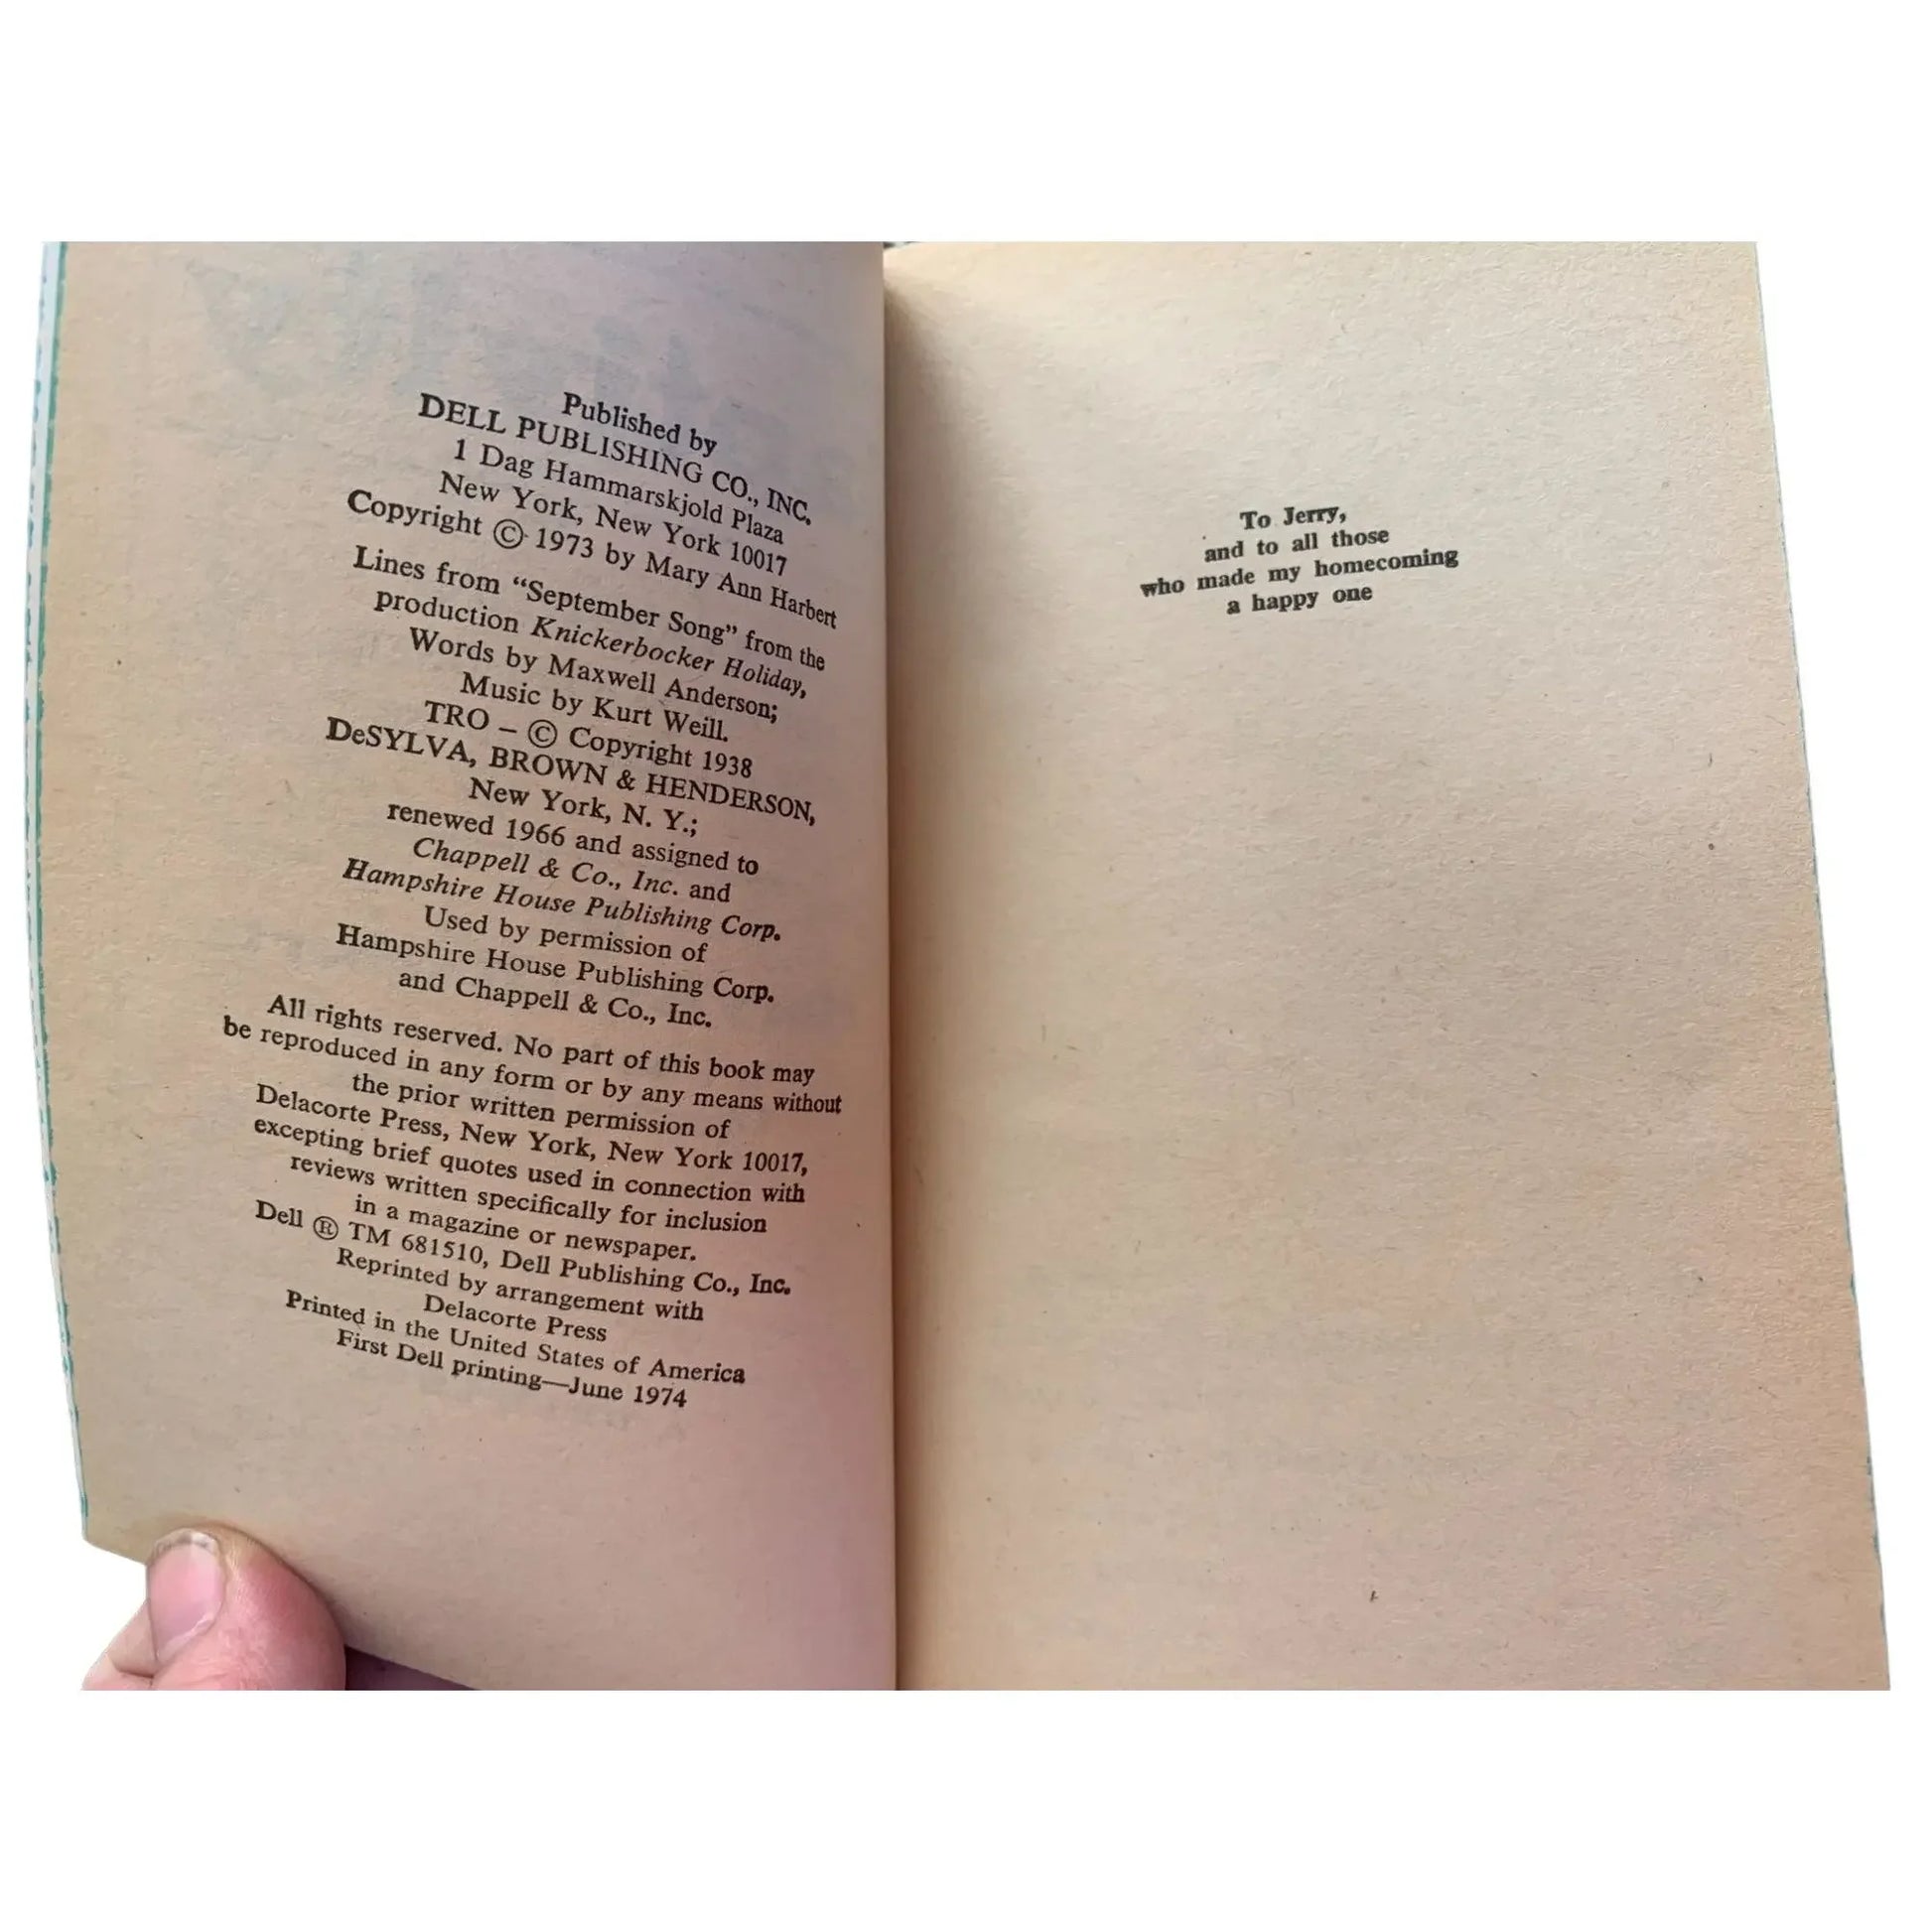 Published by
DELL PUBLISHING CO., INC.
1 Dag Hammarskjold Plaza
New York, New York 10017
Copyright © 1973 by Mary Ann Harbert
Lines from “September Song” from the
production Knickerbocker Holiday,
Words by Maxwell Anderson;
Music by Kurt Weill.
TRO – © Copyright 1938
DeSYLVA, BROWN & HENDERSON,
New York, N. Y.;
renewed 1966 and assigned to
Chappell & Co., Inc. and
Hampshire House Publishing Corp.
Used by permission of
Hampshire House Publishing Corp.
and Chappell & Co., Inc.
All rights reserved. No part of this book may
be reproduced in any form or by any means without
the prior written permission of
Delacorte Press, New York, New York 10017,
excepting brief quotes used in connection with
reviews written specifically for inclusion
in a magazine or newspaper.
Dell ® TM 681510, Dell Publishing Co., Inc.
Reprinted by arrangement with
Delacorte Press
Printed in the United States of America
First Dell printing—June 1974
To Jerry,
and to all those
who made my homecoming
a happy one